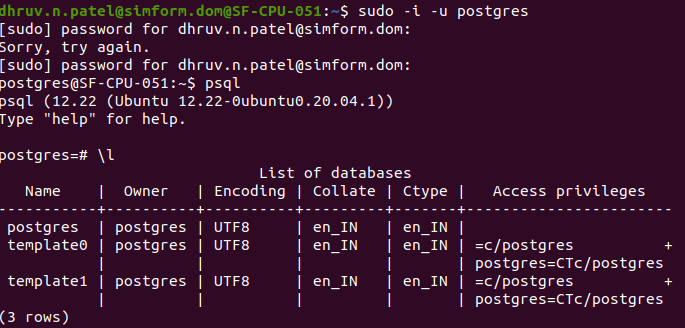 dhruv.n.patel@simform.dom@SF-CPU-051:~$ sudo -i -u postgres
[sudo] password for dhruv.n.patel@simform.dom:
Sorry, try again.
[sudo] password for dhruv.n.patel@simform.dom:
postgres@SF-CPU-051:~$ psql
psql (12.22 (Ubuntu 12.22-0ubuntu0.20.04.1))
Type "help" for help.

postgres=# \l
                              List of databases
   Name    |  Owner   | Encoding | Collate | Ctype |   Access privileges
-----------+----------+----------+---------+-------+-----------------------
 postgres  | postgres | UTF8     | en_IN   | en_IN |
 template0 | postgres | UTF8     | en_IN   | en_IN | =c/postgres          +
           |          |          |         |       | postgres=CTc/postgres
 template1 | postgres | UTF8     | en_IN   | en_IN | =c/postgres          +
           |          |          |         |       | postgres=CTc/postgres
(3 rows)